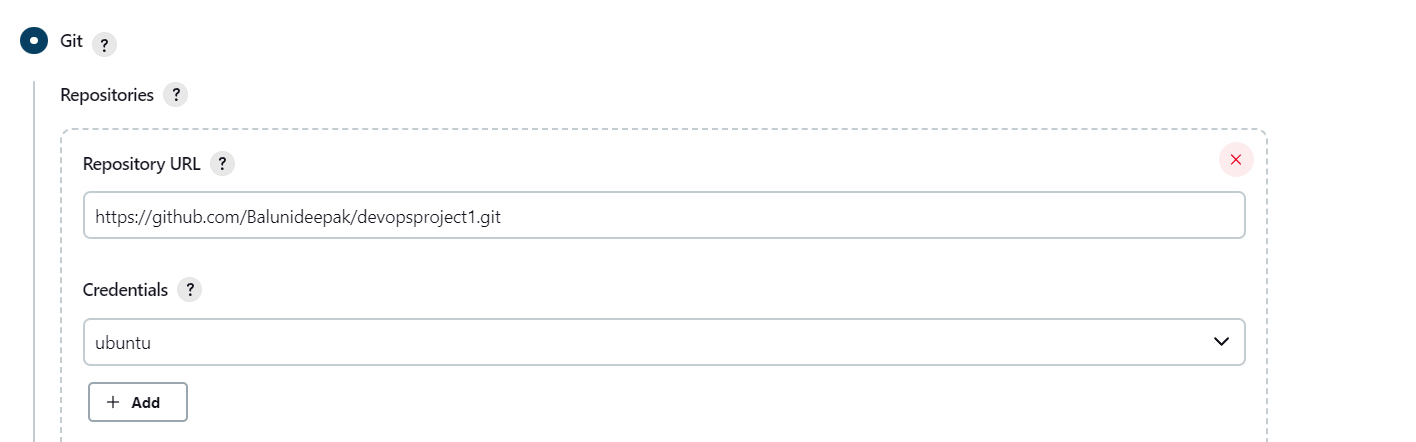 Git ?
Repositories ?
Repository URL ?
https://github.com/Balunideepak/devopsproject1.git
Credentials ?
ubuntu
+ Add